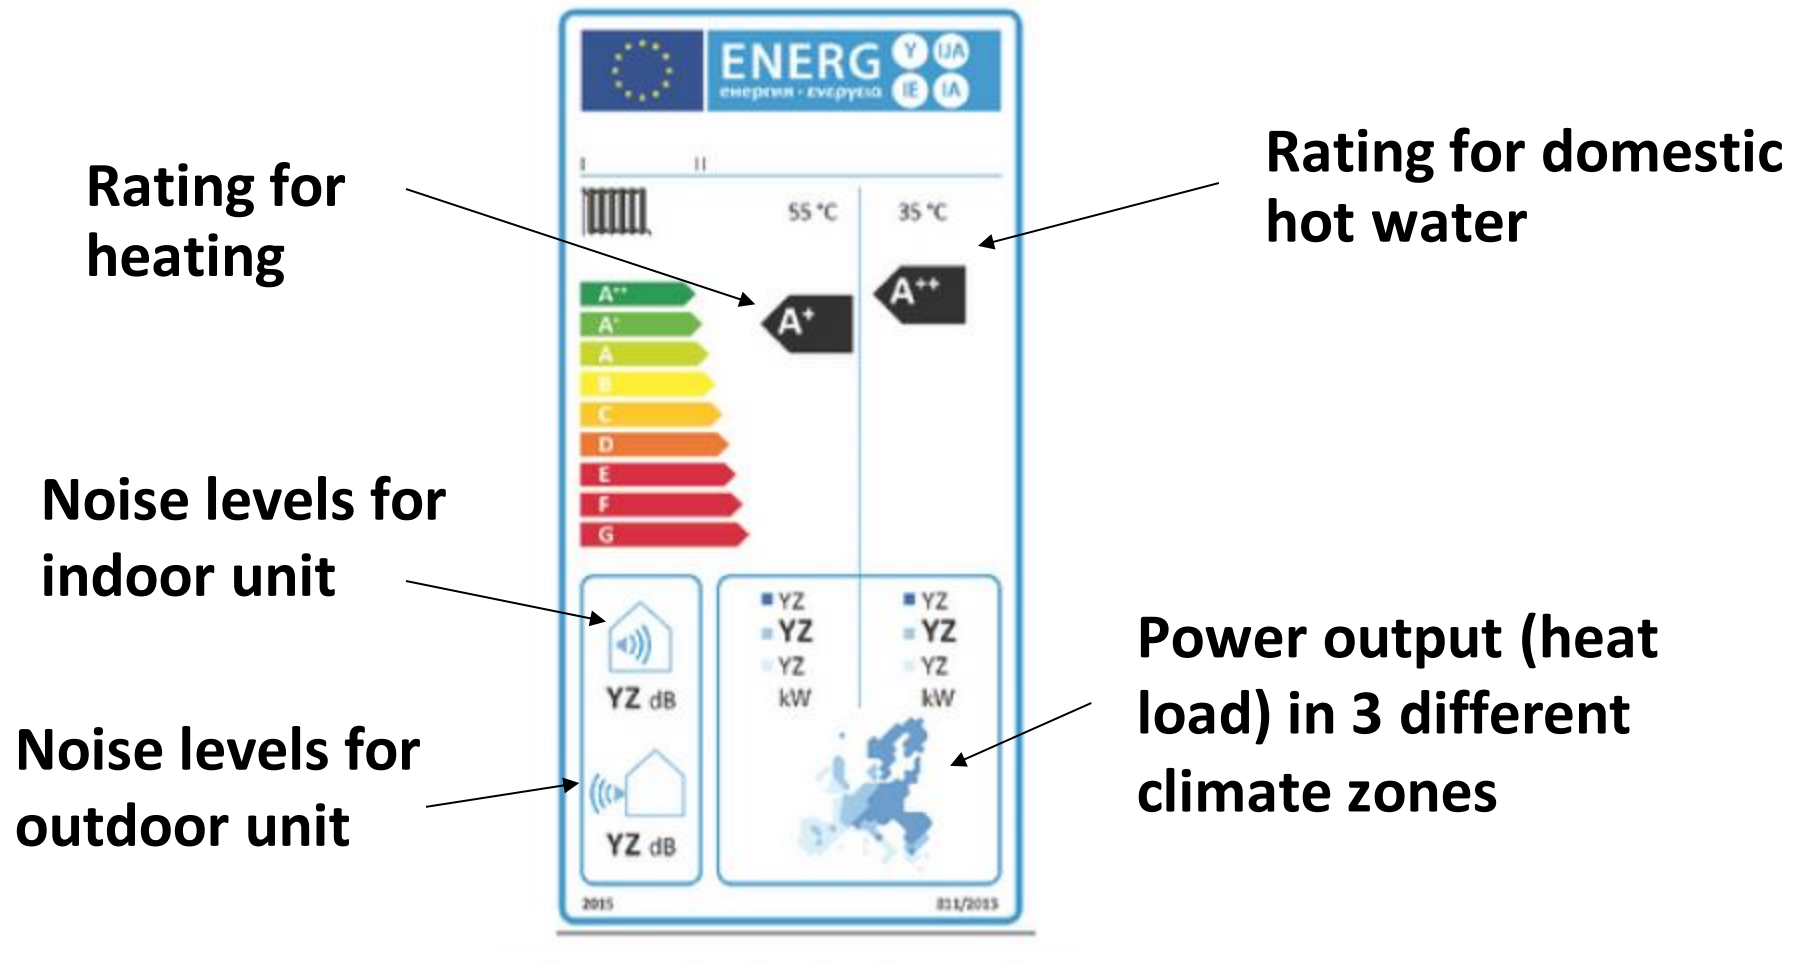 ENERG
Y
IJA
IE
IA
енергия · ενεργεια
I
II
Rating for
heating
Rating for domestic
hot water
55 °C
35 °C
A++
A+
A
B
C
D
E
F
G
A+
A++
Noise levels for
indoor unit
YZ dB
Noise levels for
outdoor unit
YZ dB
YZ
YZ
YZ
kW
YZ
YZ
YZ
kW
Power output (heat
load) in 3 different
climate zones
2015
811/2013